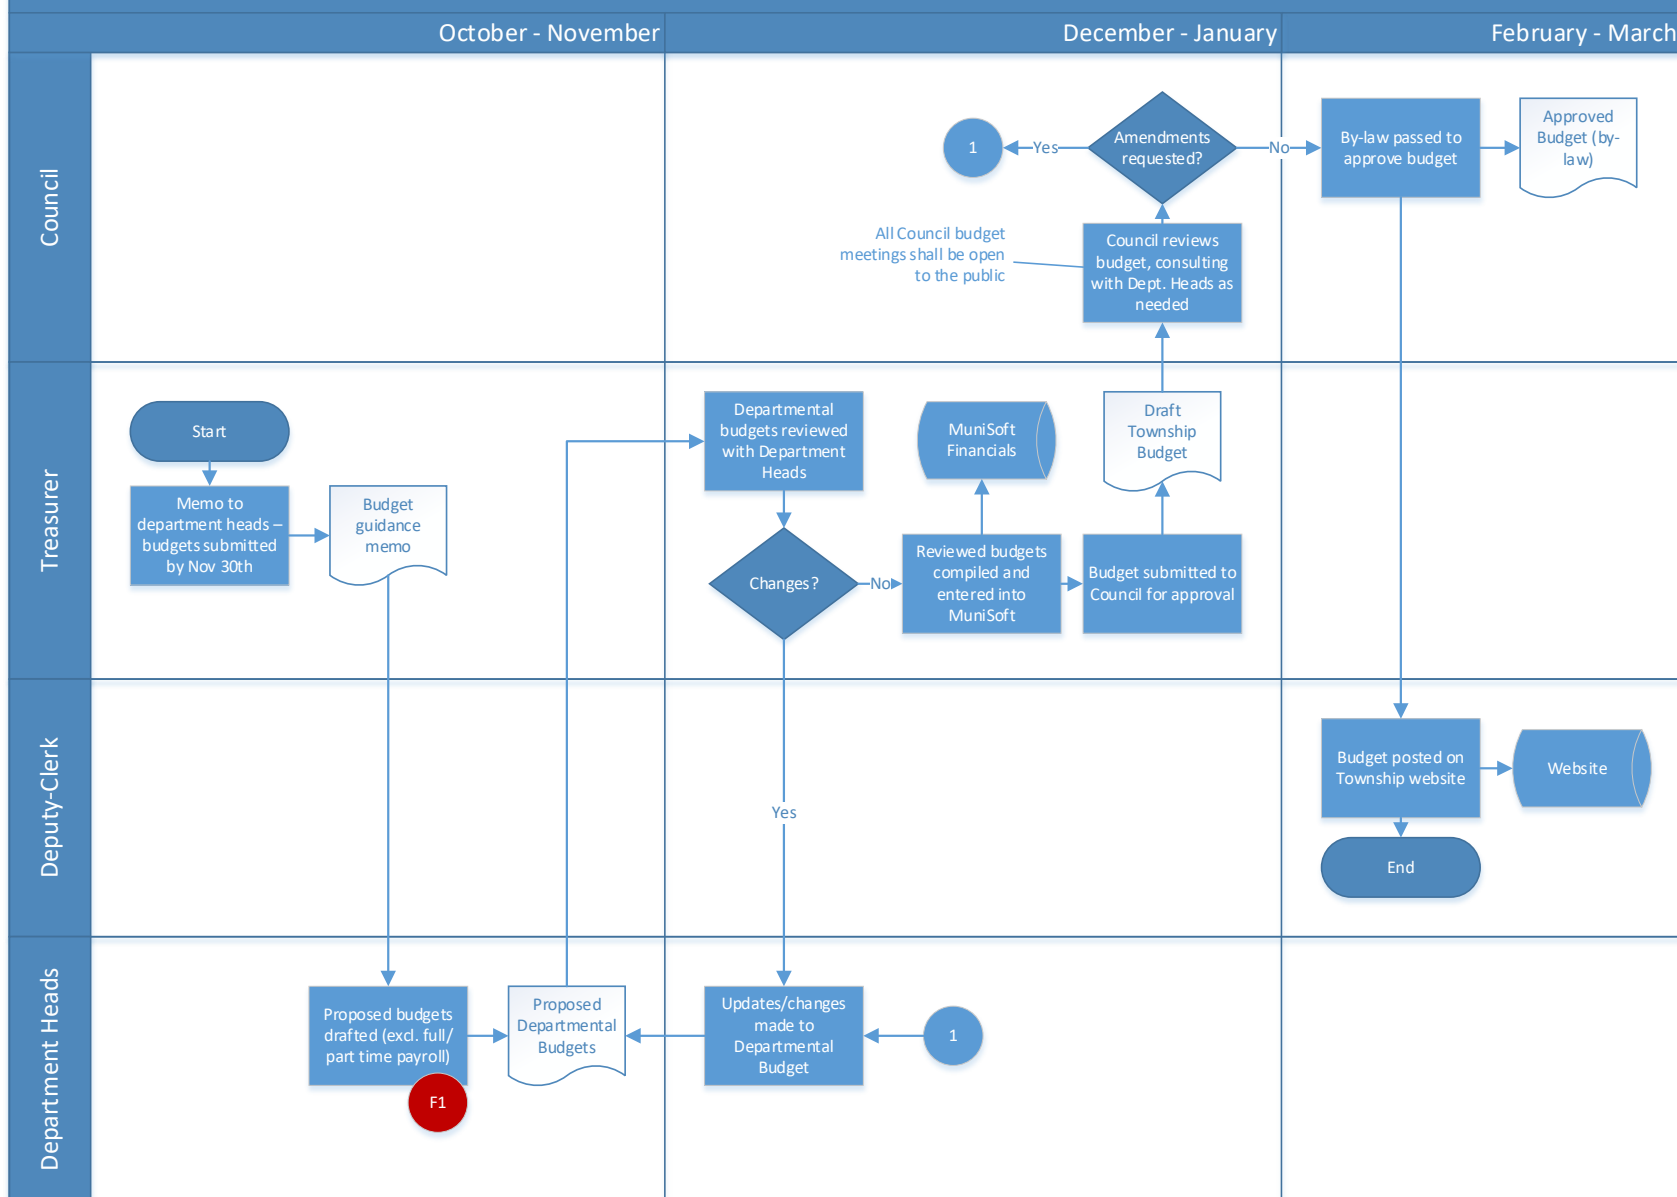 October - November
December - January
February - March
Council
1
Yes
Amendments
requested?
No
By-law passed to
approve budget
Approved
Budget (by-
law)
All Council budget
meetings shall be open
to the public
Council reviews
budget, consulting
with Dept. Heads as
needed
Treasurer
Start
Memo to
department heads –
budgets submitted
by Nov 30th
Budget
guidance
memo
Departmental
budgets reviewed
with Department
Heads
MuniSoft
Financials
Draft
Township
Budget
Changes?
No
Reviewed budgets
compiled and
entered into
MuniSoft
Budget submitted to
Council for approval
Deputy-Clerk
Yes
Budget posted on
Township website
Website
End
Department Heads
Proposed budgets
drafted (excl. full/
part time payroll)
F1
Proposed
Departmental
Budgets
Updates/changes
made to
Departmental
Budget
1